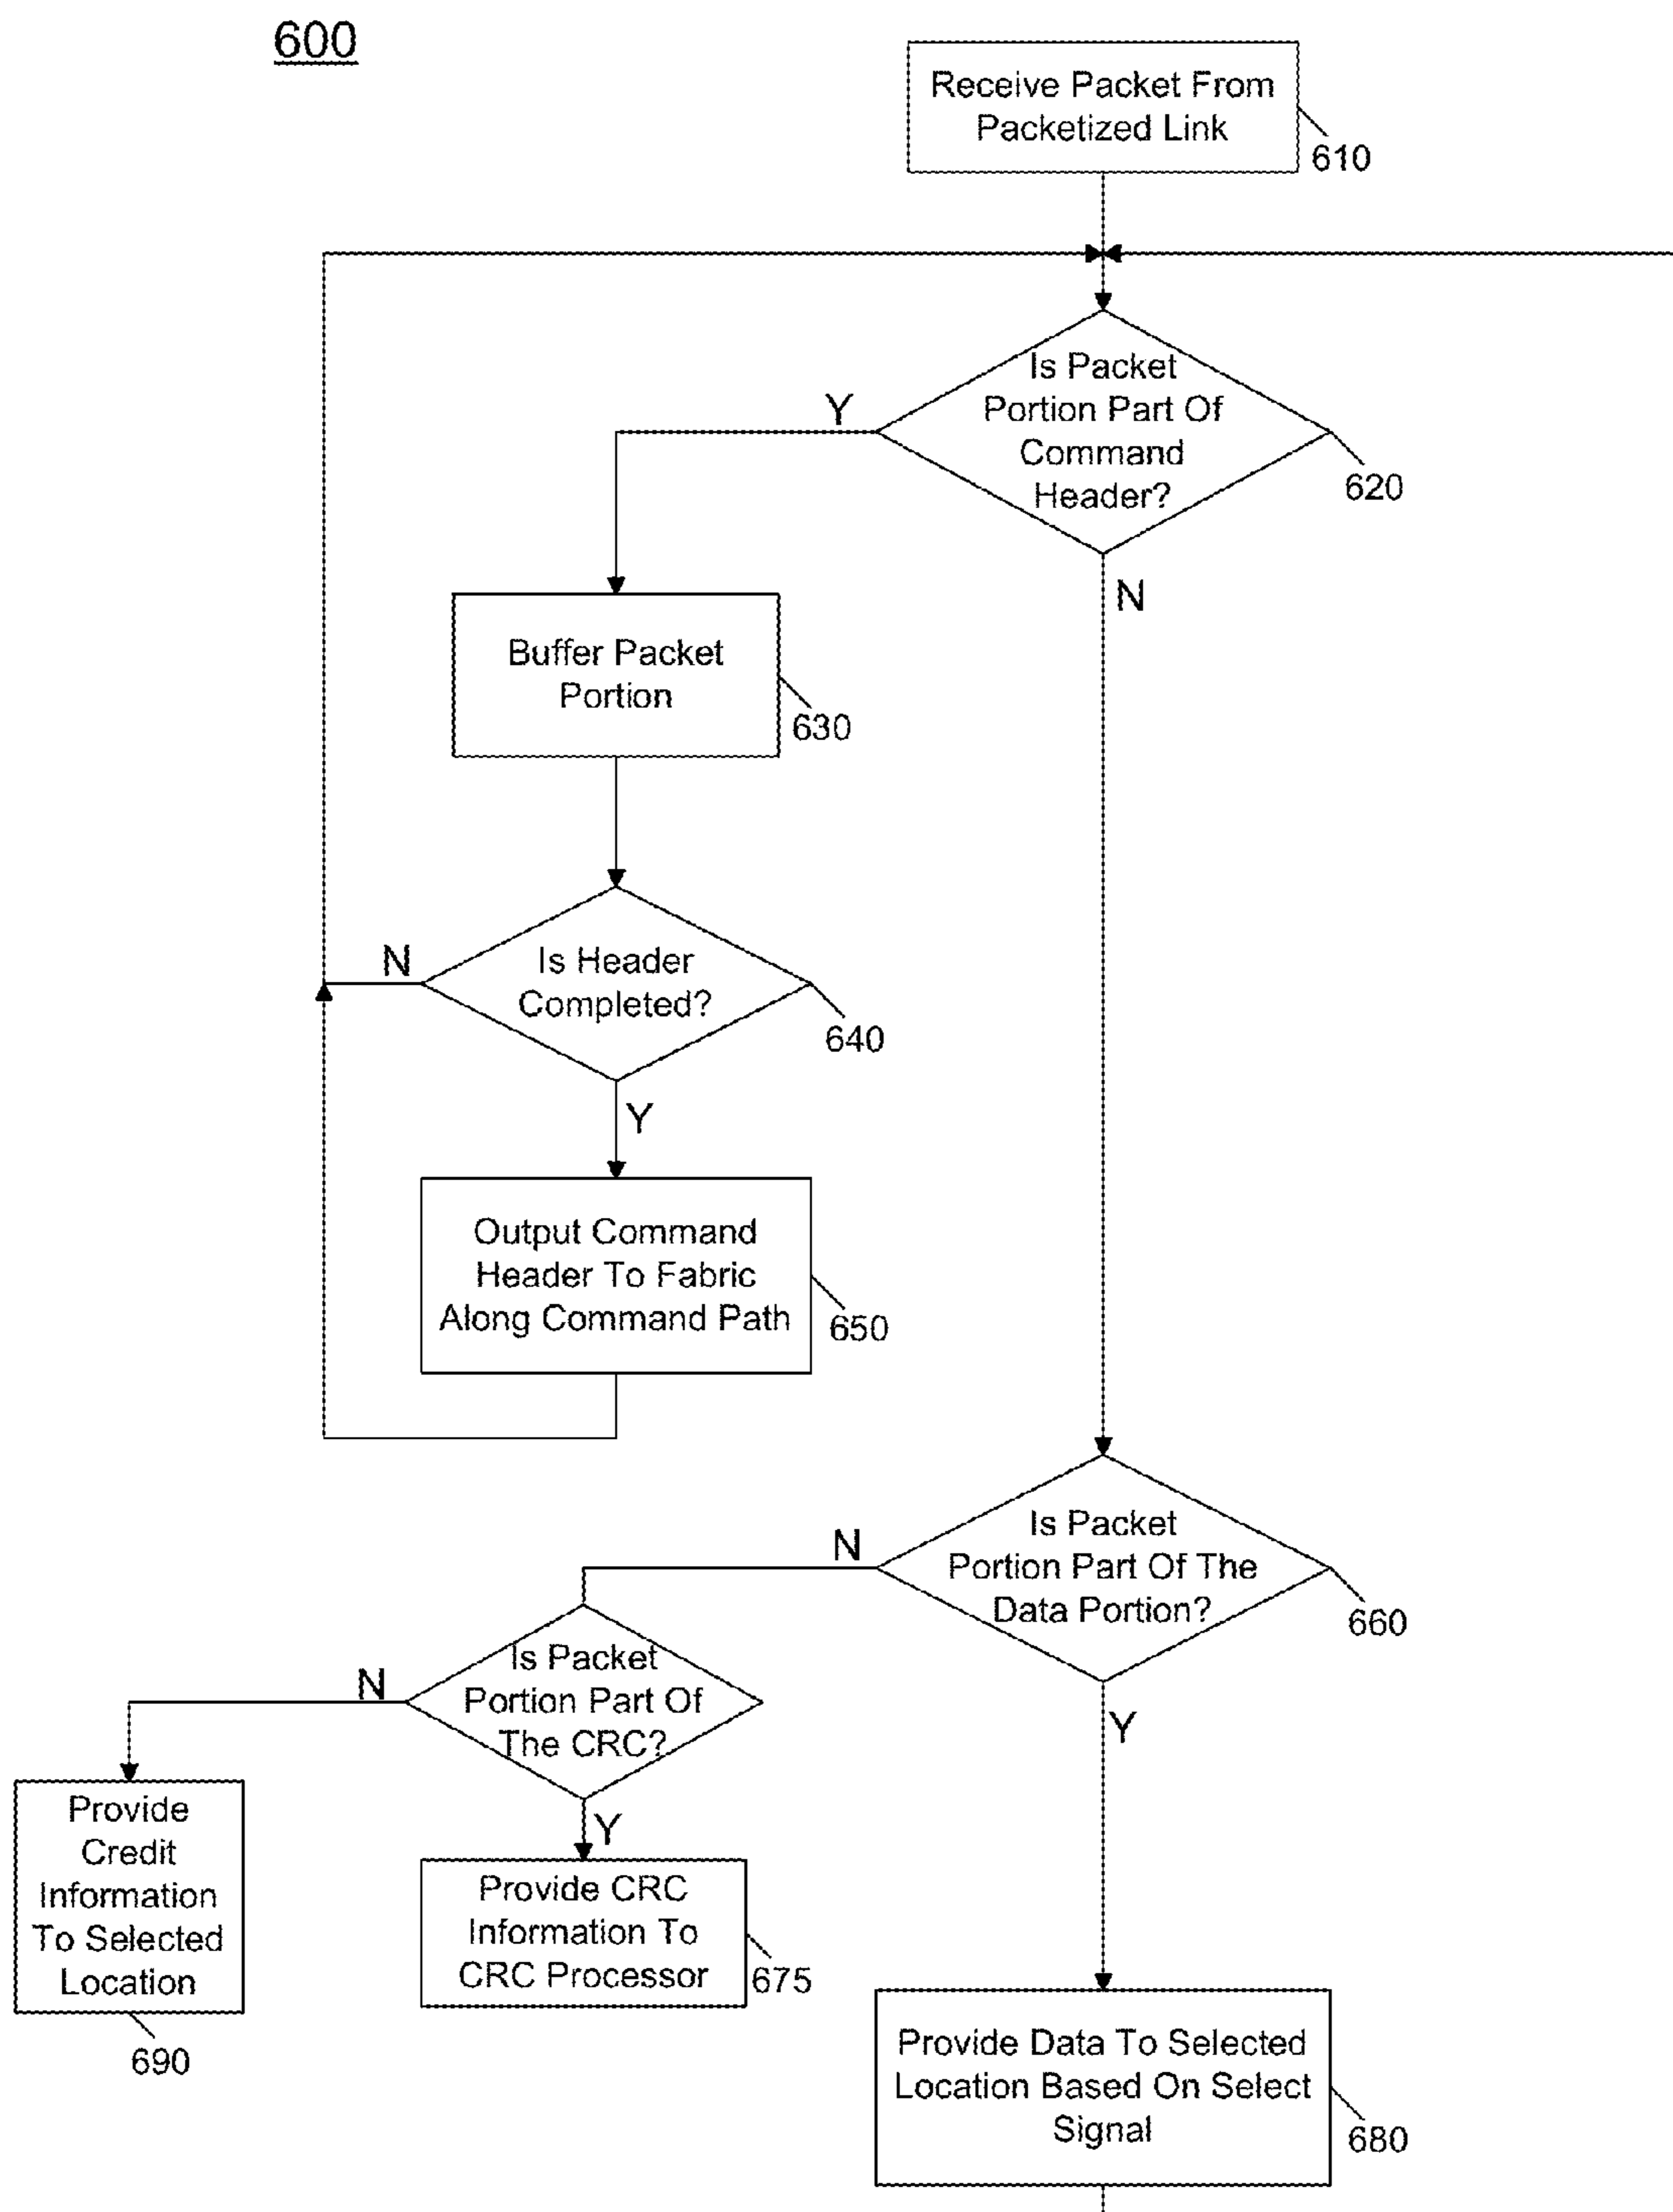 600
Receive Packet From
Packetized Link
610
Is Packet
Portion Part Of
Command
Header?
620
Y
N
Buffer Packet
Portion
630
Is Header
Completed?
640
N
Y
Output Command
Header To Fabric
Along Command Path
650
Is Packet
Portion Part Of The
Data Portion?
660
N
Y
Is Packet
Portion Part Of
The CRC?
N
Y
Provide
Credit
Information
To Selected
Location
690
Provide CRC
Information To
CRC Processor
675
Provide Data To Selected
Location Based On Select
Signal
680